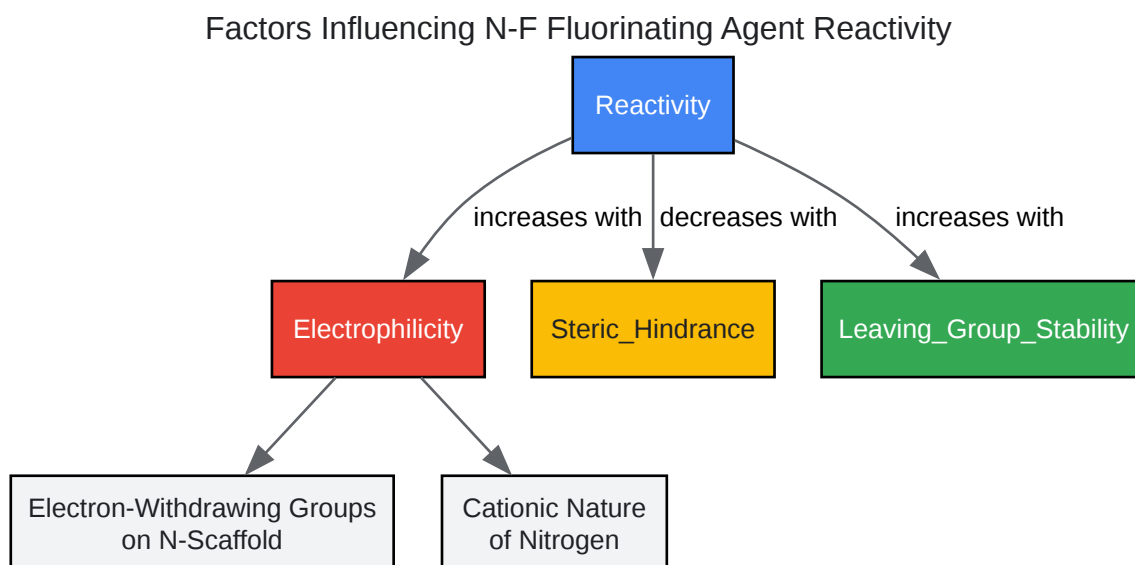 Factors Influencing N-F Fluorinating Agent Reactivity
Reactivity
increases with
decreases with
increases with
Electrophilicity
Steric_Hindrance
Leaving_Group_Stability
Electron-Withdrawing Groups
on N-Scaffold
Cationic Nature
of Nitrogen